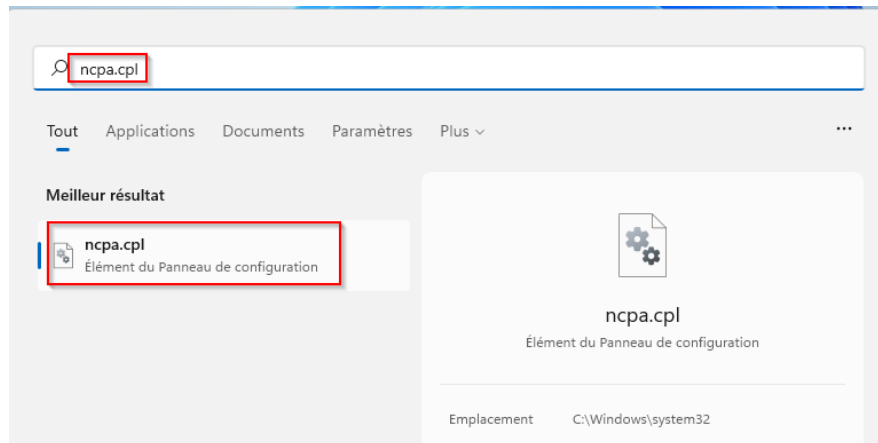 ncpa.cpl
Tout Applications Documents Paramètres Plus
Meilleur résultat
ncpa.cpl
Élément du Panneau de configuration
ncpa.cpl
Élément du Panneau de configuration
Emplacement C:\Windows\system32